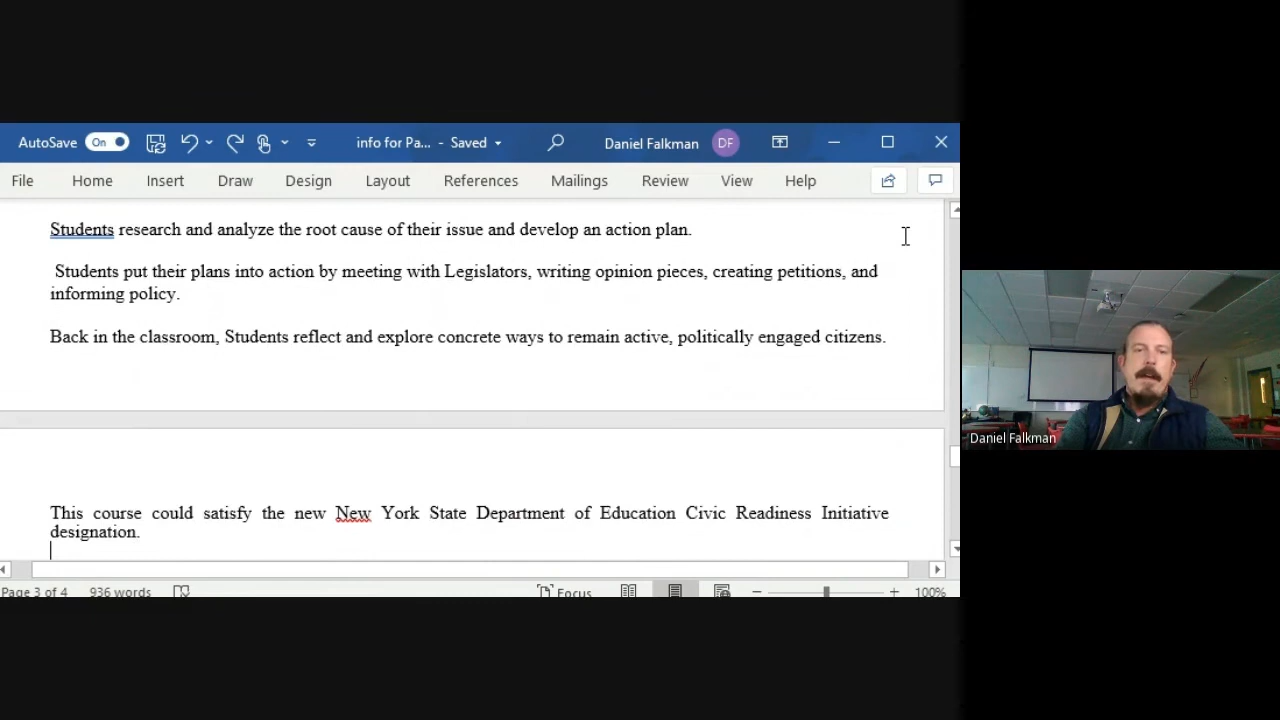 AutoSave On info for Pa... - Saved Daniel Falkman DF
File Home Insert Draw Design Layout References Mailings Review View Help
Students research and analyze the root cause of their issue and develop an action plan.
Students put their plans into action by meeting with Legislators, writing opinion pieces, creating petitions, and
informing policy.
Back in the classroom, Students reflect and explore concrete ways to remain active, politically engaged citizens.
Daniel Falkman
This course could satisfy the new New York State Department of Education Civic Readiness Initiative
designation.
Page 3 of 4 936 words Focus 100%